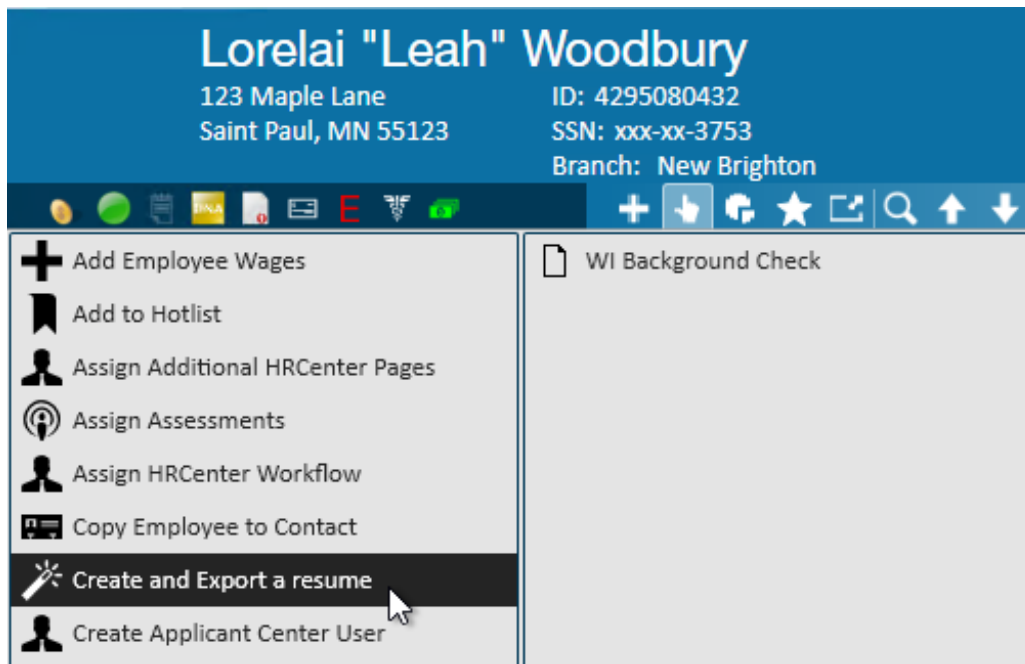 Lorelai "Leah" Woodbury
123 Maple Lane
Saint Paul, MN 55123
ID: 4295080432
SSN: xxx-xx-3753
Branch: New Brighton
DNA
E
Add Employee Wages
Add to Hotlist
Assign Additional HRCenter Pages
Assign Assessments
Assign HRCenter Workflow
Copy Employee to Contact
Create and Export a resume
Create Applicant Center User
WI Background Check